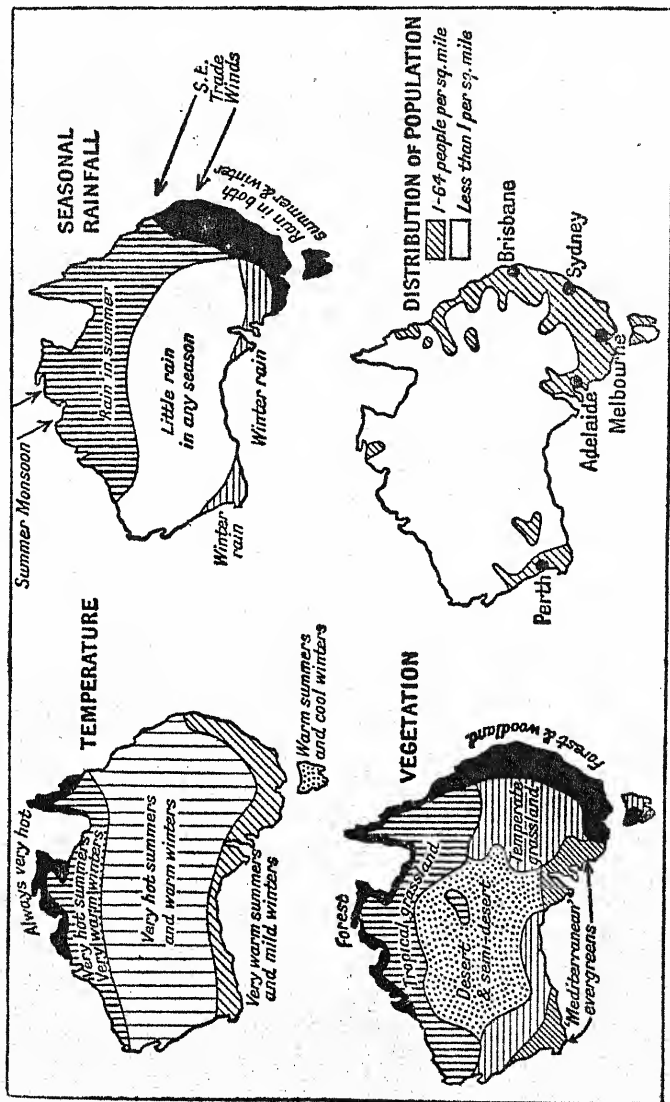 TEMPERATURE
Always very hot
Very hot summers
Very warm winters
Very hot summers
and warm winters
Very warm summers
and mild winters
Warm summers
and cool winters
SEASONAL
RAINFALL
Summer Monsoon
S.E.
Trade
Winds
Rain in summer
Little rain
in any season
Winter
rain
Winter rain
Rain in both
summer & winter
VEGETATION
Forest
Tropical grassland
Desert
& semi-desert
Temperate
grassland
Forest & woodland
"Mediterranean"
evergreens
DISTRIBUTION OF POPULATION
1-64 people per sq. mile
Less than 1 per sq. mile
Brisbane
Sydney
Adelaide
Melbourne
Perth